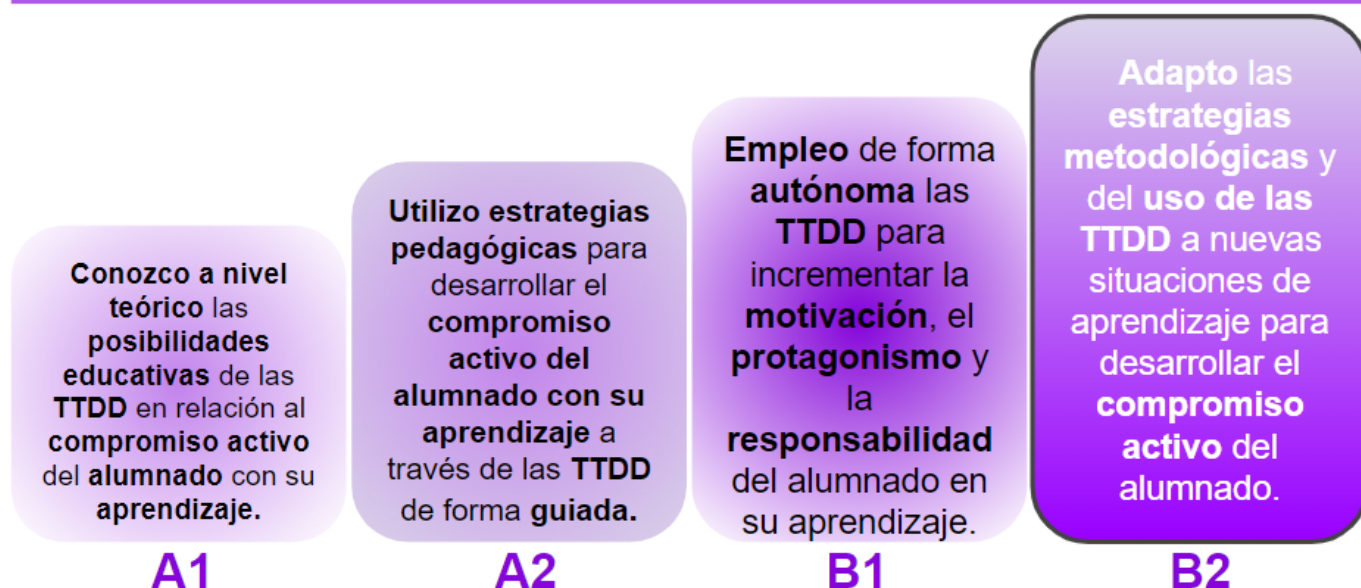 Conozco a nivel
teórico las
posibilidades
educativas de las
TTDD en relación al
compromiso activo
del alumnado con su
aprendizaje.
A1
Utilizo estrategias
pedagógicas para
desarrollar el
compromiso
activo del
alumnado con su
aprendizaje a
través de las TTDD
de forma guiada.
A2
Empleo de forma
autónoma las
TTDD para
incrementar la
motivación, el
protagonismo y
la
responsabilidad
del alumnado en
su aprendizaje.
B1
Adapto las
estrategias
metodológicas y
del uso de las
TTDD a nuevas
situaciones de
aprendizaje para
desarrollar el
compromiso
activo del
alumnado.
B2